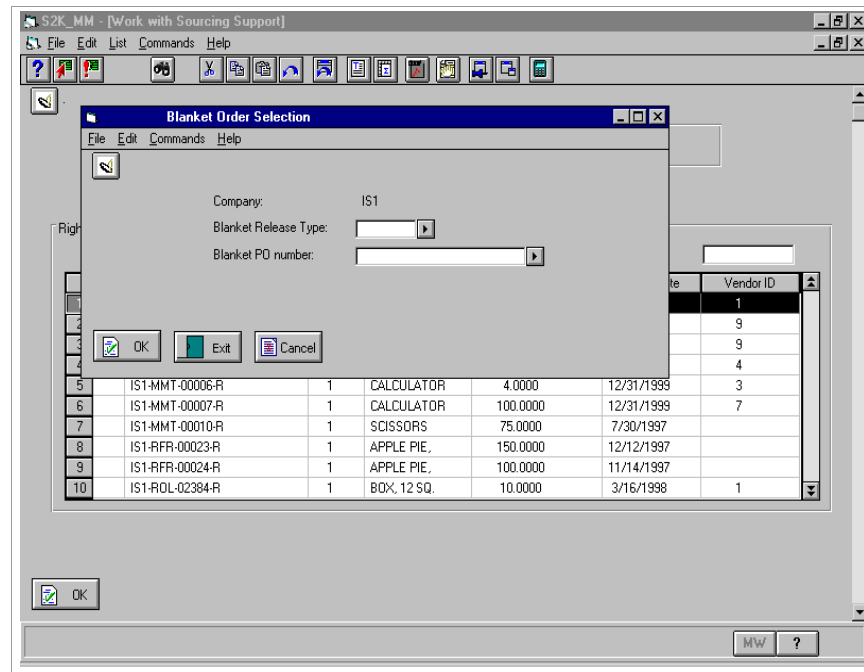 S2K_MM - [Work with Sourcing Support]
File Edit List Commands Help
?
Blanket Order Selection
File Edit Commands Help
Company: IS1
Blanket Release Type:
Blanket PO number:
Righ
te Vendor ID
1 1
2 9
3 9
4 4
OK Exit Cancel
5 IS1-MMT-00006-R 1 CALCULATOR 4.0000 12/31/1999 3
6 IS1-MMT-00007-R 1 CALCULATOR 100.0000 12/31/1999 7
7 IS1-MMT-00010-R 1 SCISSORS 75.0000 7/30/1997
8 IS1-RFR-00023-R 1 APPLE PIE, 150.0000 12/12/1997
9 IS1-RFR-00024-R 1 APPLE PIE, 100.0000 11/14/1997
10 IS1-ROL-02384-R 1 BOX, 12 SQ. 10.0000 3/16/1998 1
OK
MW ?